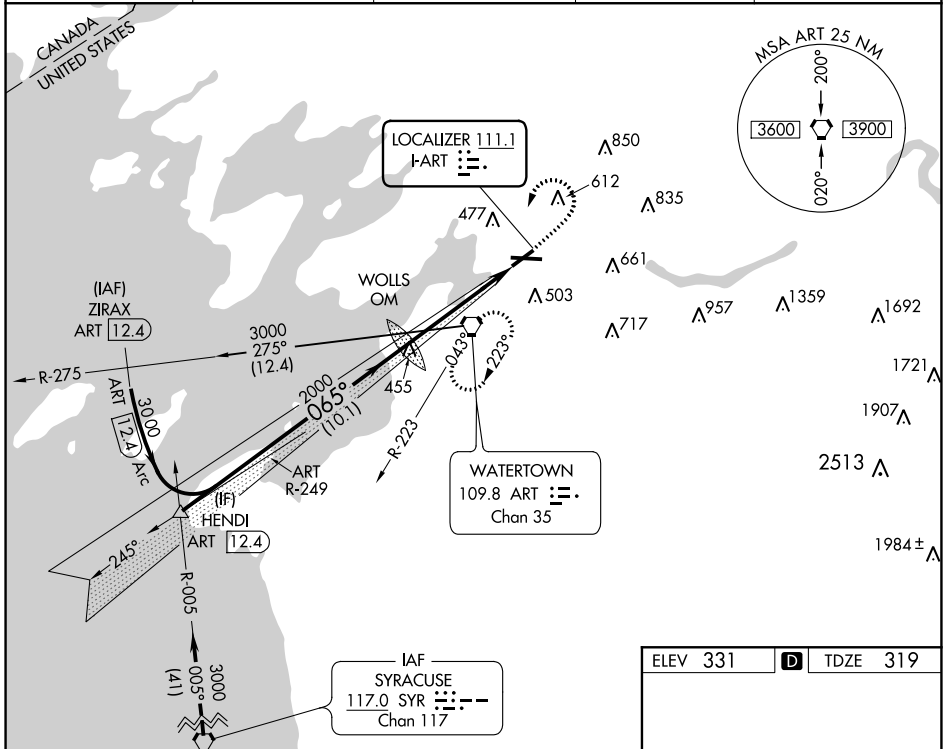 CANADA
UNITED STATES
MSA ART 25 NM
200°
3600
3900
020°
LOCALIZER 111.1
I-ART
850
612
835
477
661
WOLLS
OM
503
957
1359
1692
717
(IAF)
ZIRAX
ART 12.4
3000
275°
(12.4)
R-275
043°
223°
455
1721
2000
065°
(10.1)
3000
ART 12.4 Arc
R-223
1907
2513
ART
R-249
WATERTOWN
109.8 ART
Chan 35
(IF)
HENDI
ART 12.4
245°
1984±
R-005
3000
005°
(41)
IAF
SYRACUSE
117.0 SYR
Chan 117
ELEV 331 D TDZE 319